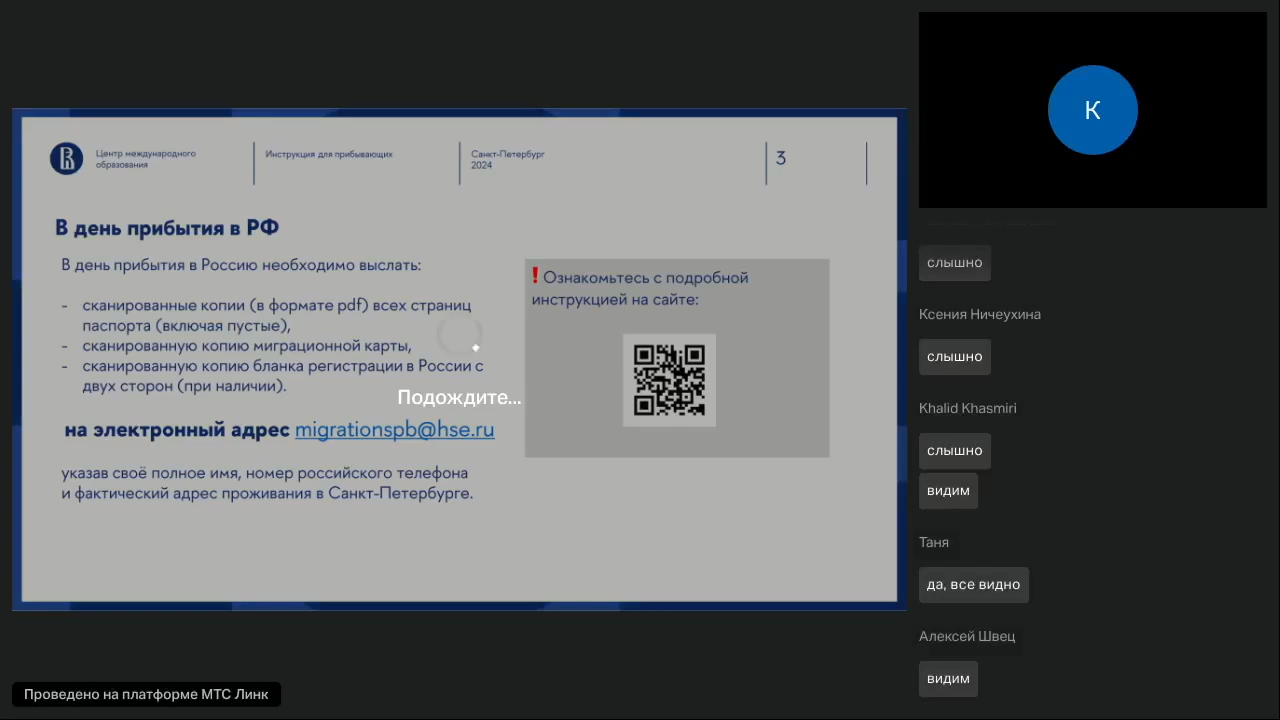 Центр международного
образования
Инструкция для прибывающих
Санкт-Петербург
2024
3
В день прибытия в РФ
В день прибытия в Россию необходимо выслать:
- сканированные копии (в формате pdf) всех страниц
паспорта (включая пустые),
- сканированную копию миграционной карты,
- сканированную копию бланка регистрации в России с
двух сторон (при наличии).
Подождите...
на электронный адрес migrationspb@hse.ru
указав своё полное имя, номер российского телефона
и фактический адрес проживания в Санкт-Петербурге.
! Ознакомьтесь с подробной
инструкцией на сайте:
К
слышно
Ксения Ничеухина
слышно
Khalid Khasmiri
слышно
видим
Таня
да, все видно
Алексей Швец
видим
Проведено на платформе МТС Линк